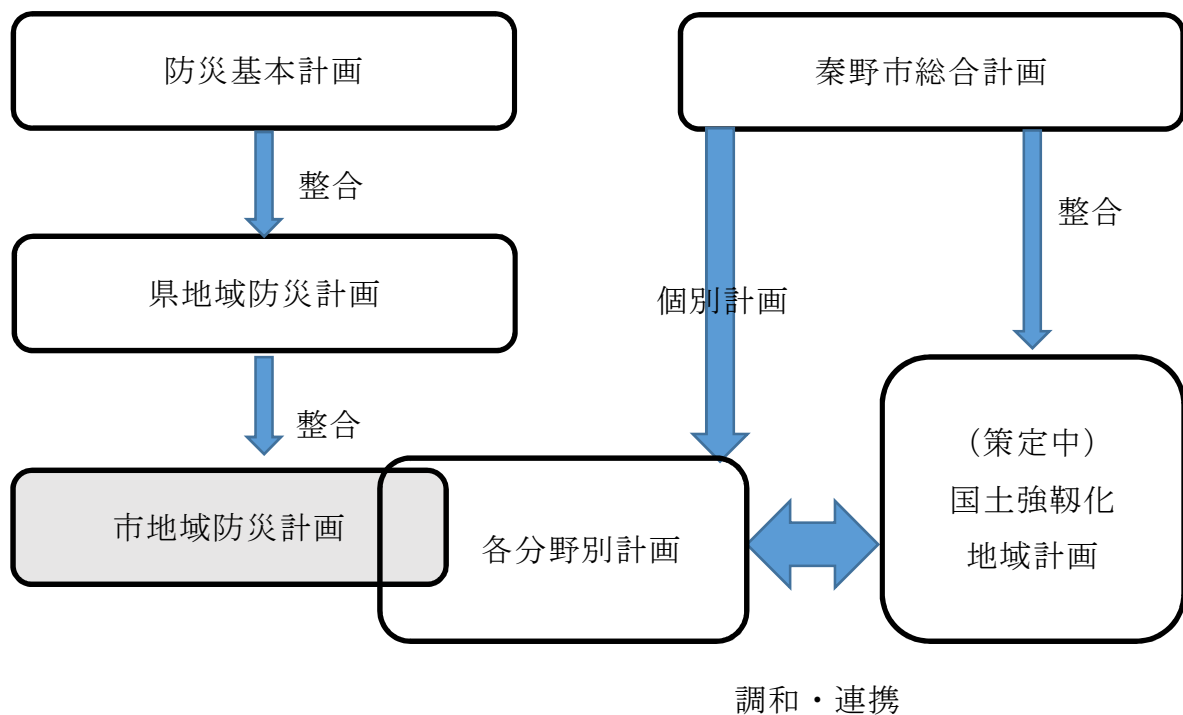 防災基本計画
秦野市総合計画
整合
整合
県地域防災計画
個別計画
整合
(策定中)
国土強靱化
地域計画
市地域防災計画
各分野別計画
調和・連携